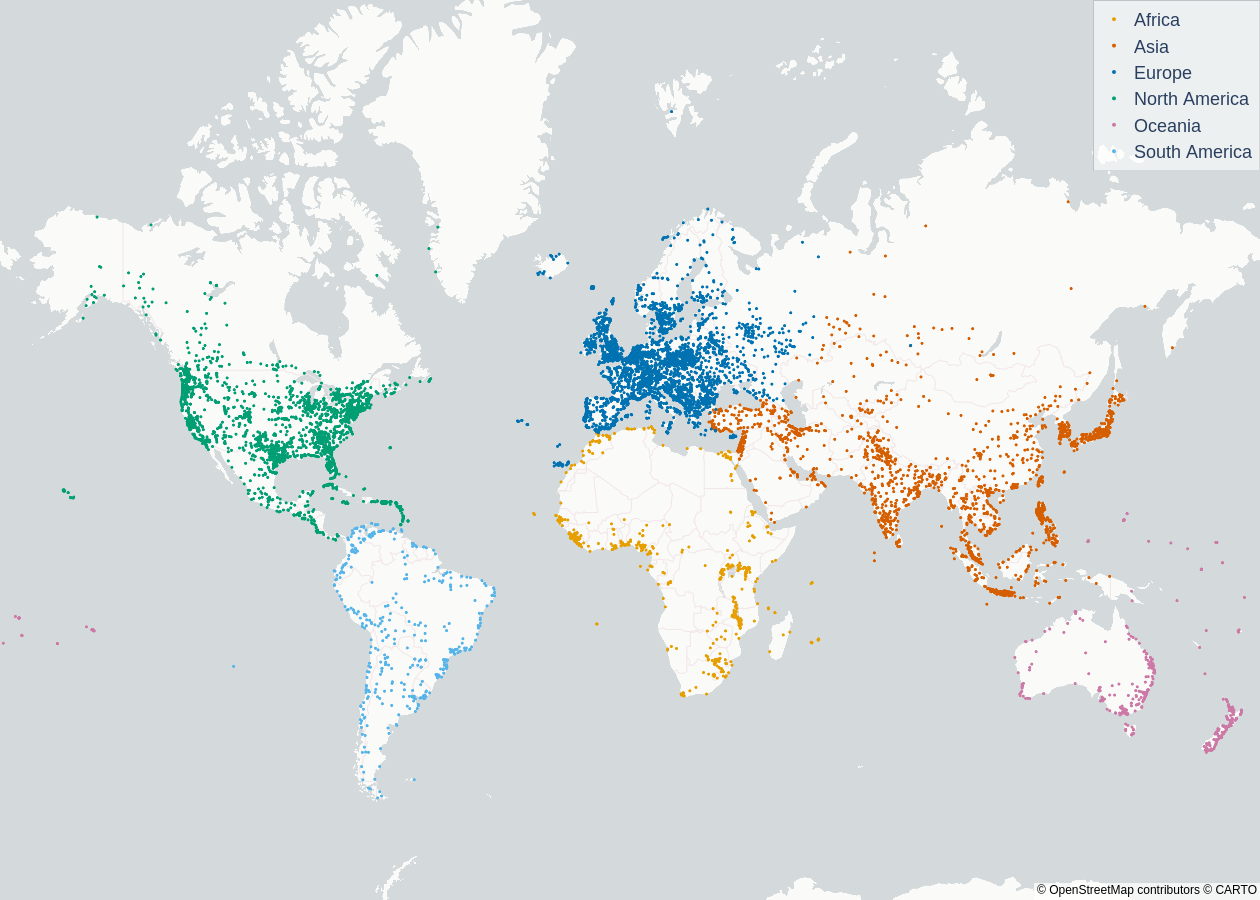 Africa
Asia
Europe
North America
Oceania
South America
© OpenStreetMap contributors © CARTO